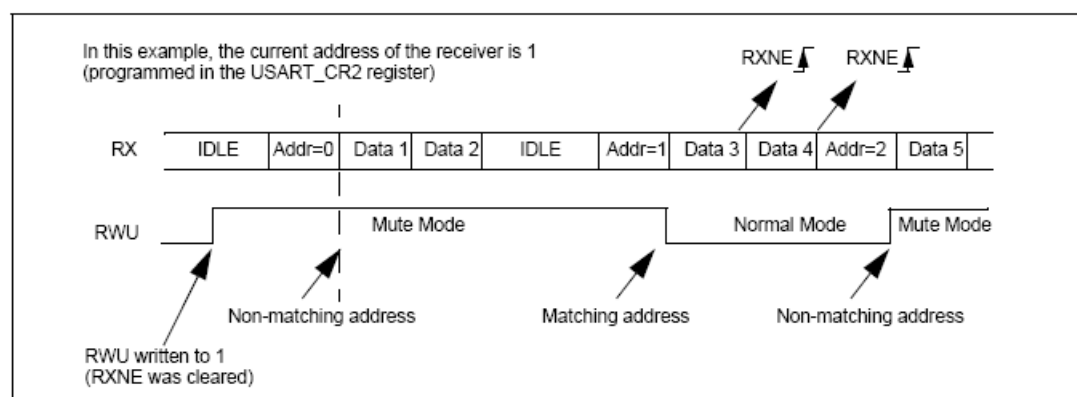 In this example, the current address of the receiver is 1
(programmed in the USART_CR2 register)
RXNE RXNE
RX IDLE Addr=0 Data 1 Data 2 IDLE Addr=1 Data 3 Data 4 Addr=2 Data 5
RWU Mute Mode Normal Mode Mute Mode
Non-matching address Matching address Non-matching address
RWU written to 1
(RXNE was cleared)